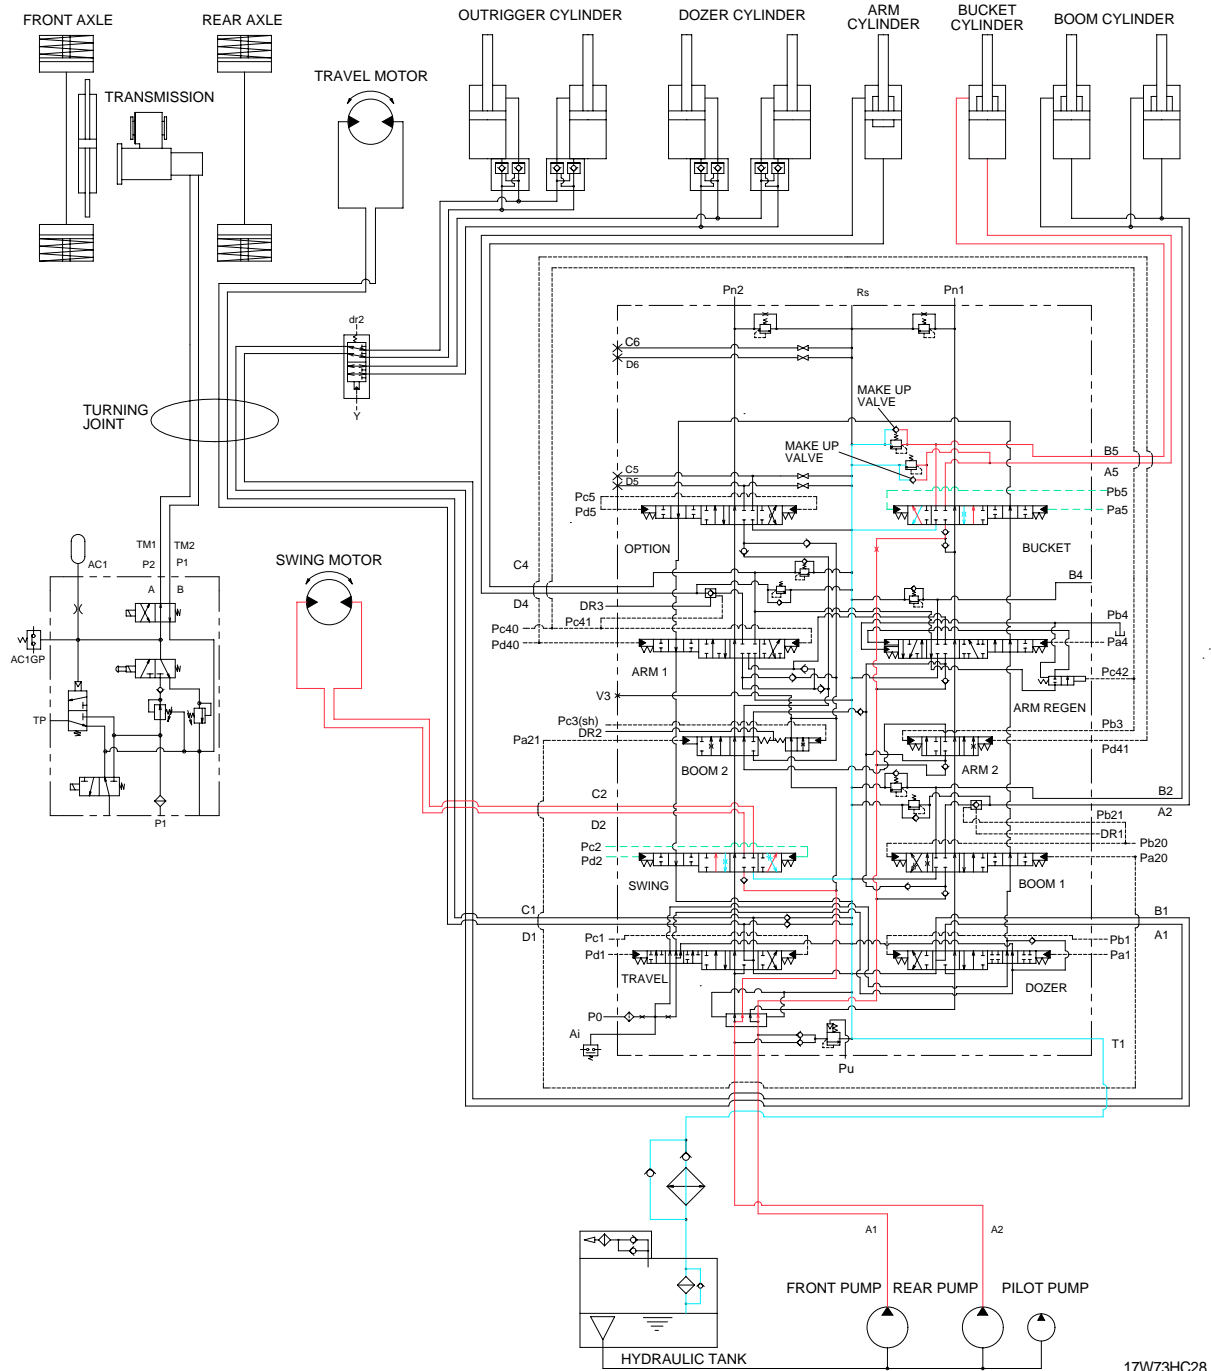 FRONT AXLE
REAR AXLE
OUTRIGGER CYLINDER
DOZER CYLINDER
ARM
CYLINDER
BUCKET
CYLINDER
BOOM CYLINDER
TRAVEL MOTOR
TRANSMISSION
Pn2
Rs
Pn1
dr2
C6
D6
Y
MAKE UP
VALVE
TURNING
JOINT
MAKE UP
VALVE
B5
A5
C5
D5
Pc5
Pd5
Pb5
Pa5
OPTION
BUCKET
TM1
TM2
P2
P1
A
B
AC1
SWING MOTOR
C4
D4
B4
DR3
Pc40
Pc41
Pd40
Pb4
Pa4
AC1GP
ARM 1
Pc42
ARM REGEN
V3
TP
Pc3(sh)
DR2
Pa21
Pb3
Pd41
BOOM 2
ARM 2
C2
B2
A2
P1
D2
Pb21
DR1
Pc2
Pd2
Pb20
Pa20
SWING
BOOM 1
C1
D1
B1
A1
Pc1
Pd1
Pb1
Pa1
TRAVEL
DOZER
P0
Ai
T1
Pu
A1
A2
FRONT PUMP
REAR PUMP
PILOT PUMP
HYDRAULIC TANK
17W73HC28